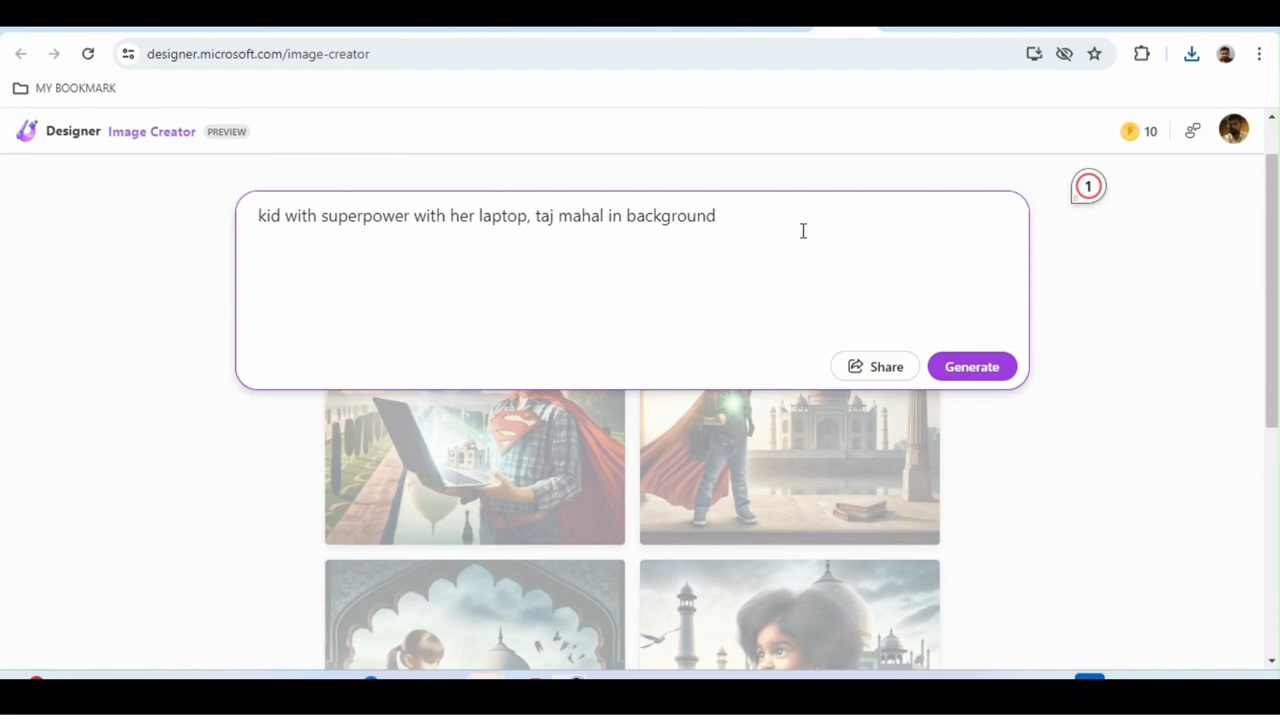 designer.microsoft.com/image-creator
MY BOOKMARK
Designer Image Creator PREVIEW
10
1
kid with superpower with her laptop, taj mahal in background
Share
Generate